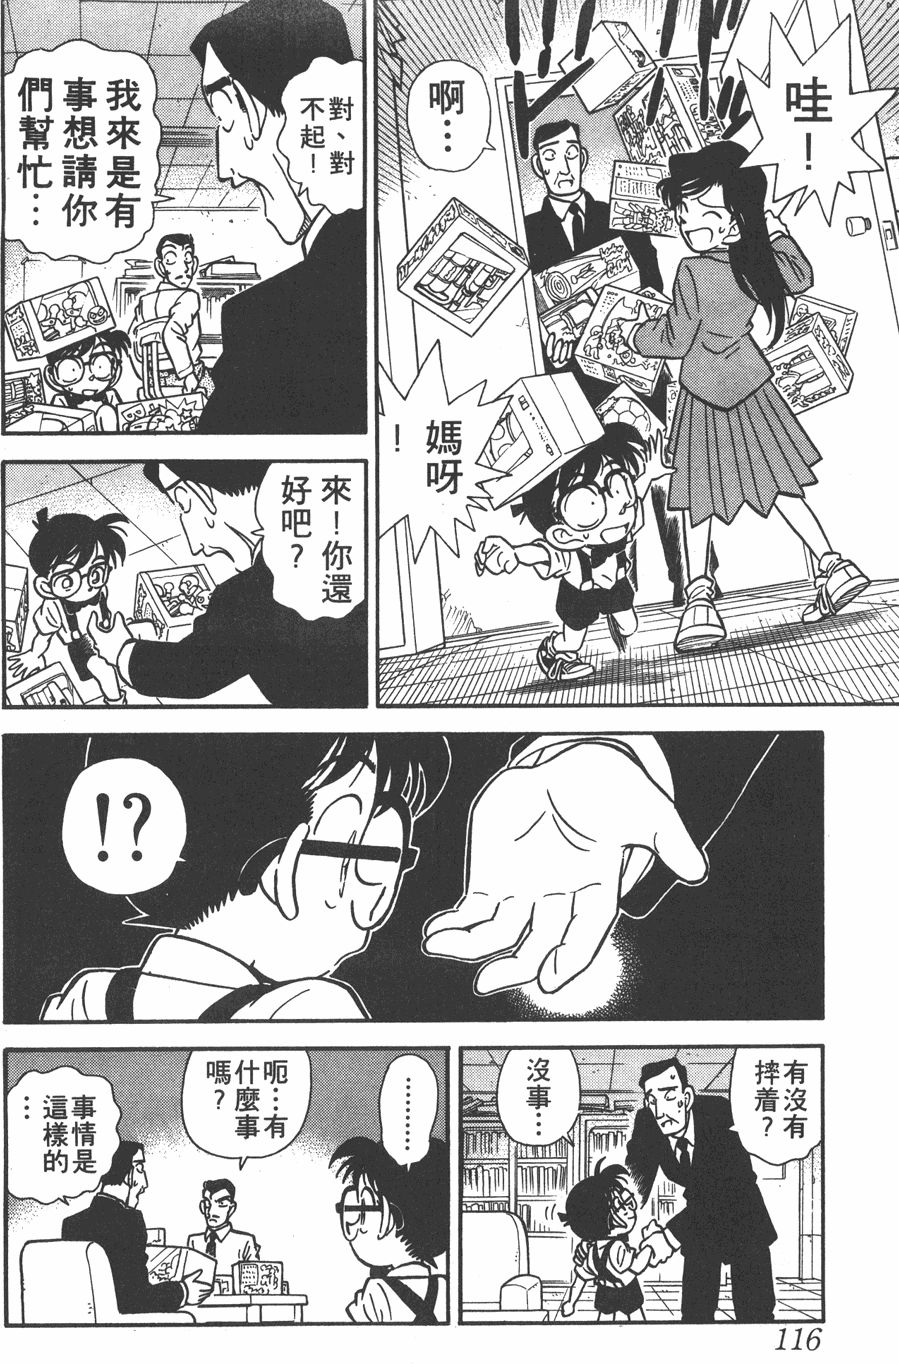 哇！
啊…
媽呀
！
對、對
不起！
我來是有
事想請你
們幫忙…
來！你還
好吧？
!?
有沒有
摔着？
沒事…
………
呃…有
什麼事
嗎？
事情是
這樣的
…
116